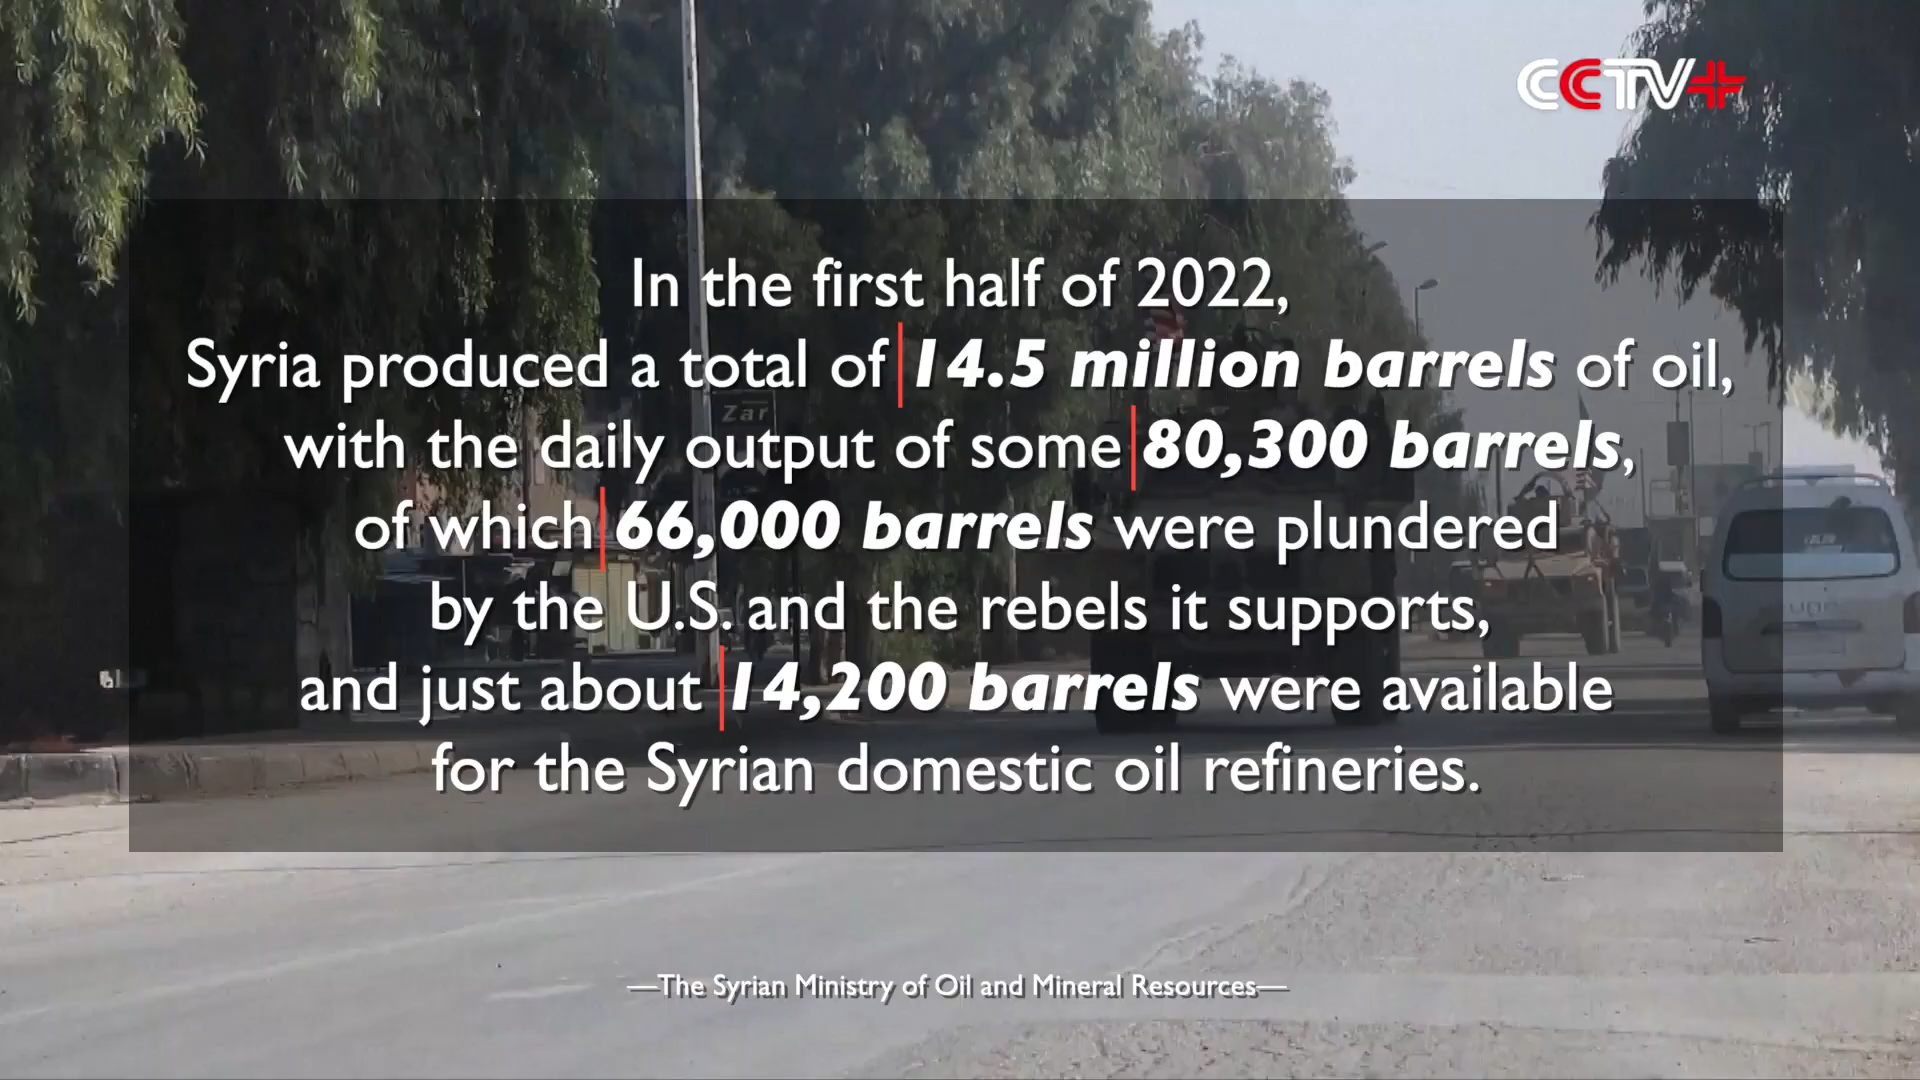 CCTV+
In the first half of 2022,
Syria produced a total of 14.5 million barrels of oil,
Zar
with the daily output of some 80,300 barrels,
of which 66,000 barrels were plundered
by the U.S. and the rebels it supports,
and just about 14,200 barrels were available
for the Syrian domestic oil refineries.
—The Syrian Ministry of Oil and Mineral Resources—